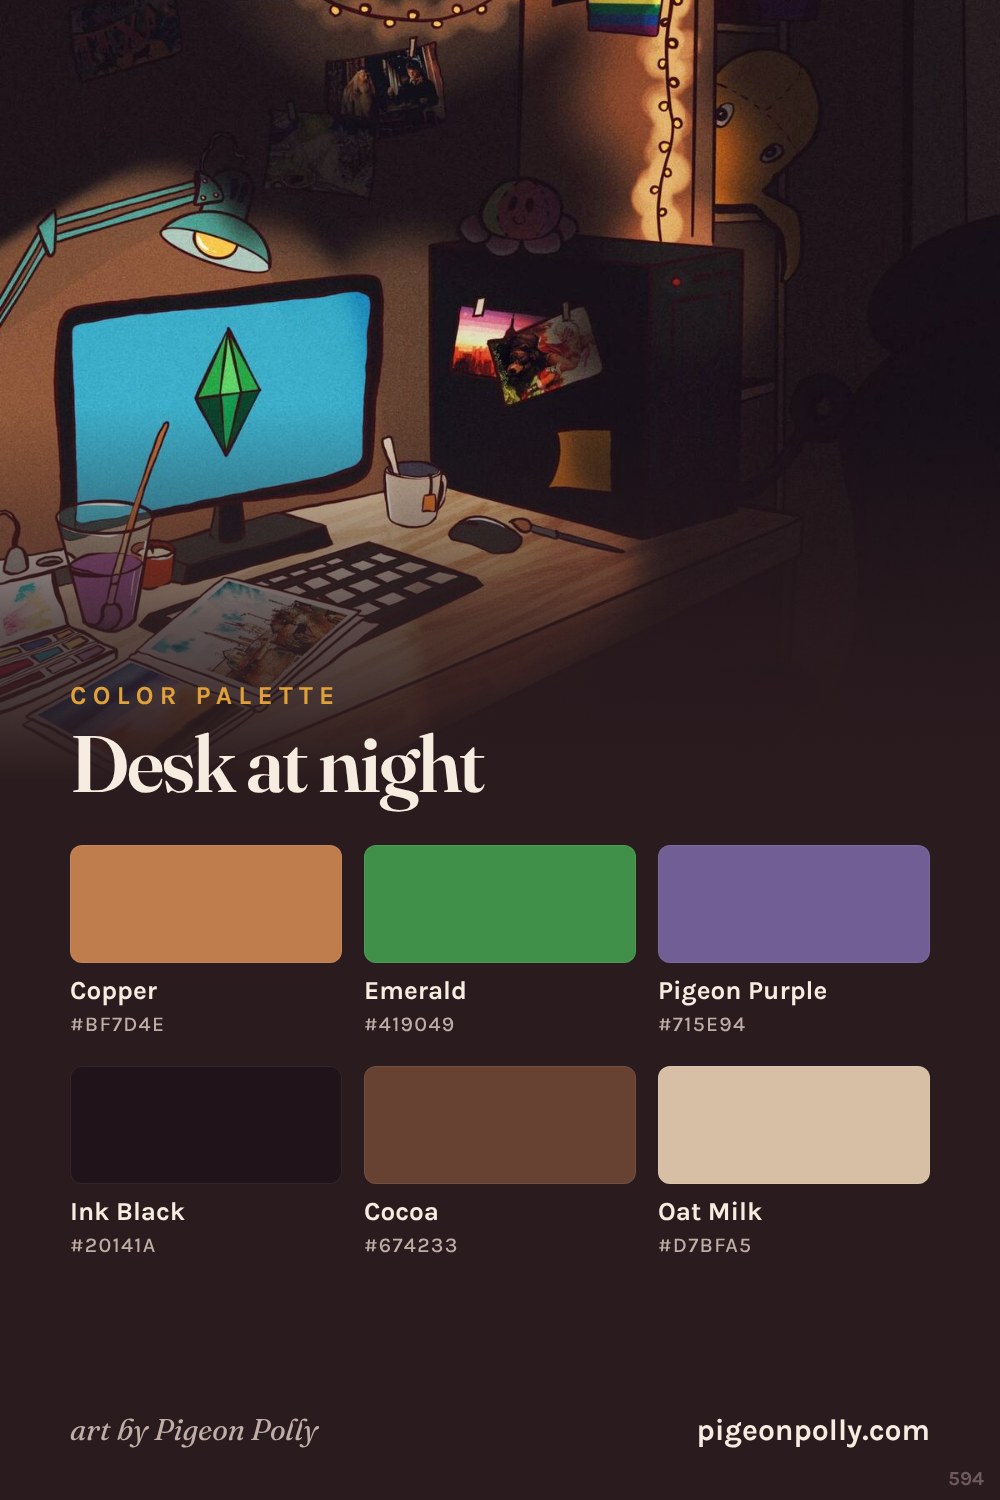 COLOR PALETTE
Desk at night
Copper
#BF7D4E
Emerald
#419049
Pigeon Purple
#715E94
Ink Black
#20141A
Cocoa
#674233
Oat Milk
#D7BFA5
art by Pigeon Polly
pigeonpolly.com
594